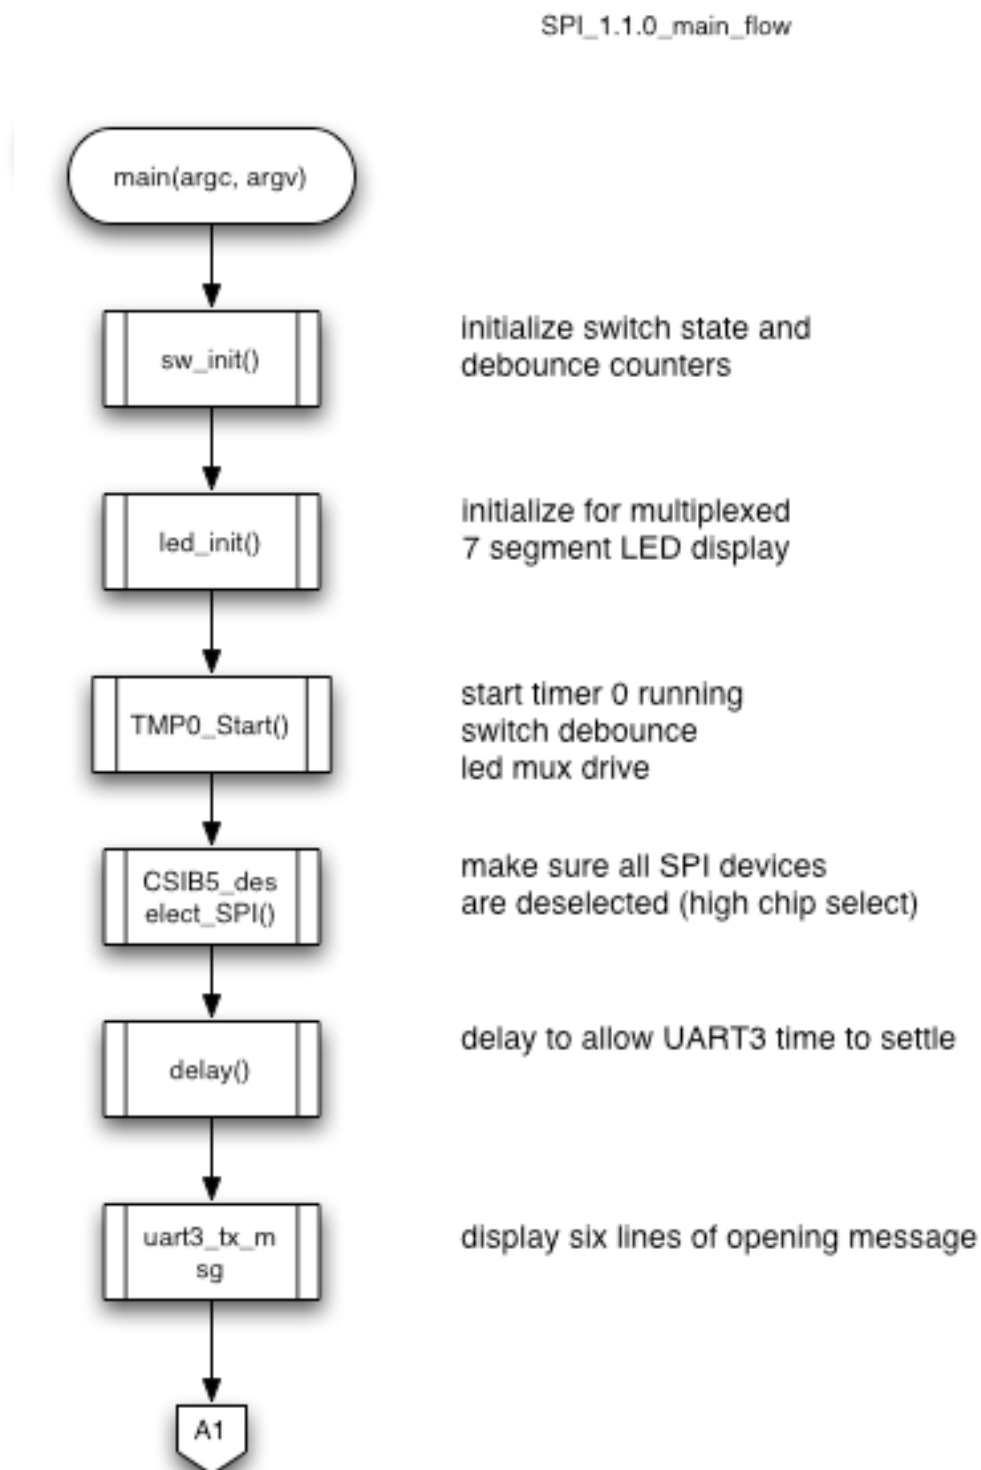 SPI_1.1.0_main_flow
main(argc, argv)
sw_init()
initialize switch state and
debounce counters
led_init()
initialize for multiplexed
7 segment LED display
TMP0_Start()
start timer 0 running
switch debounce
led mux drive
CSIB5_des
elect_SPI()
make sure all SPI devices
are deselected (high chip select)
delay()
delay to allow UART3 time to settle
uart3_tx_m
sg
display six lines of opening message
A1